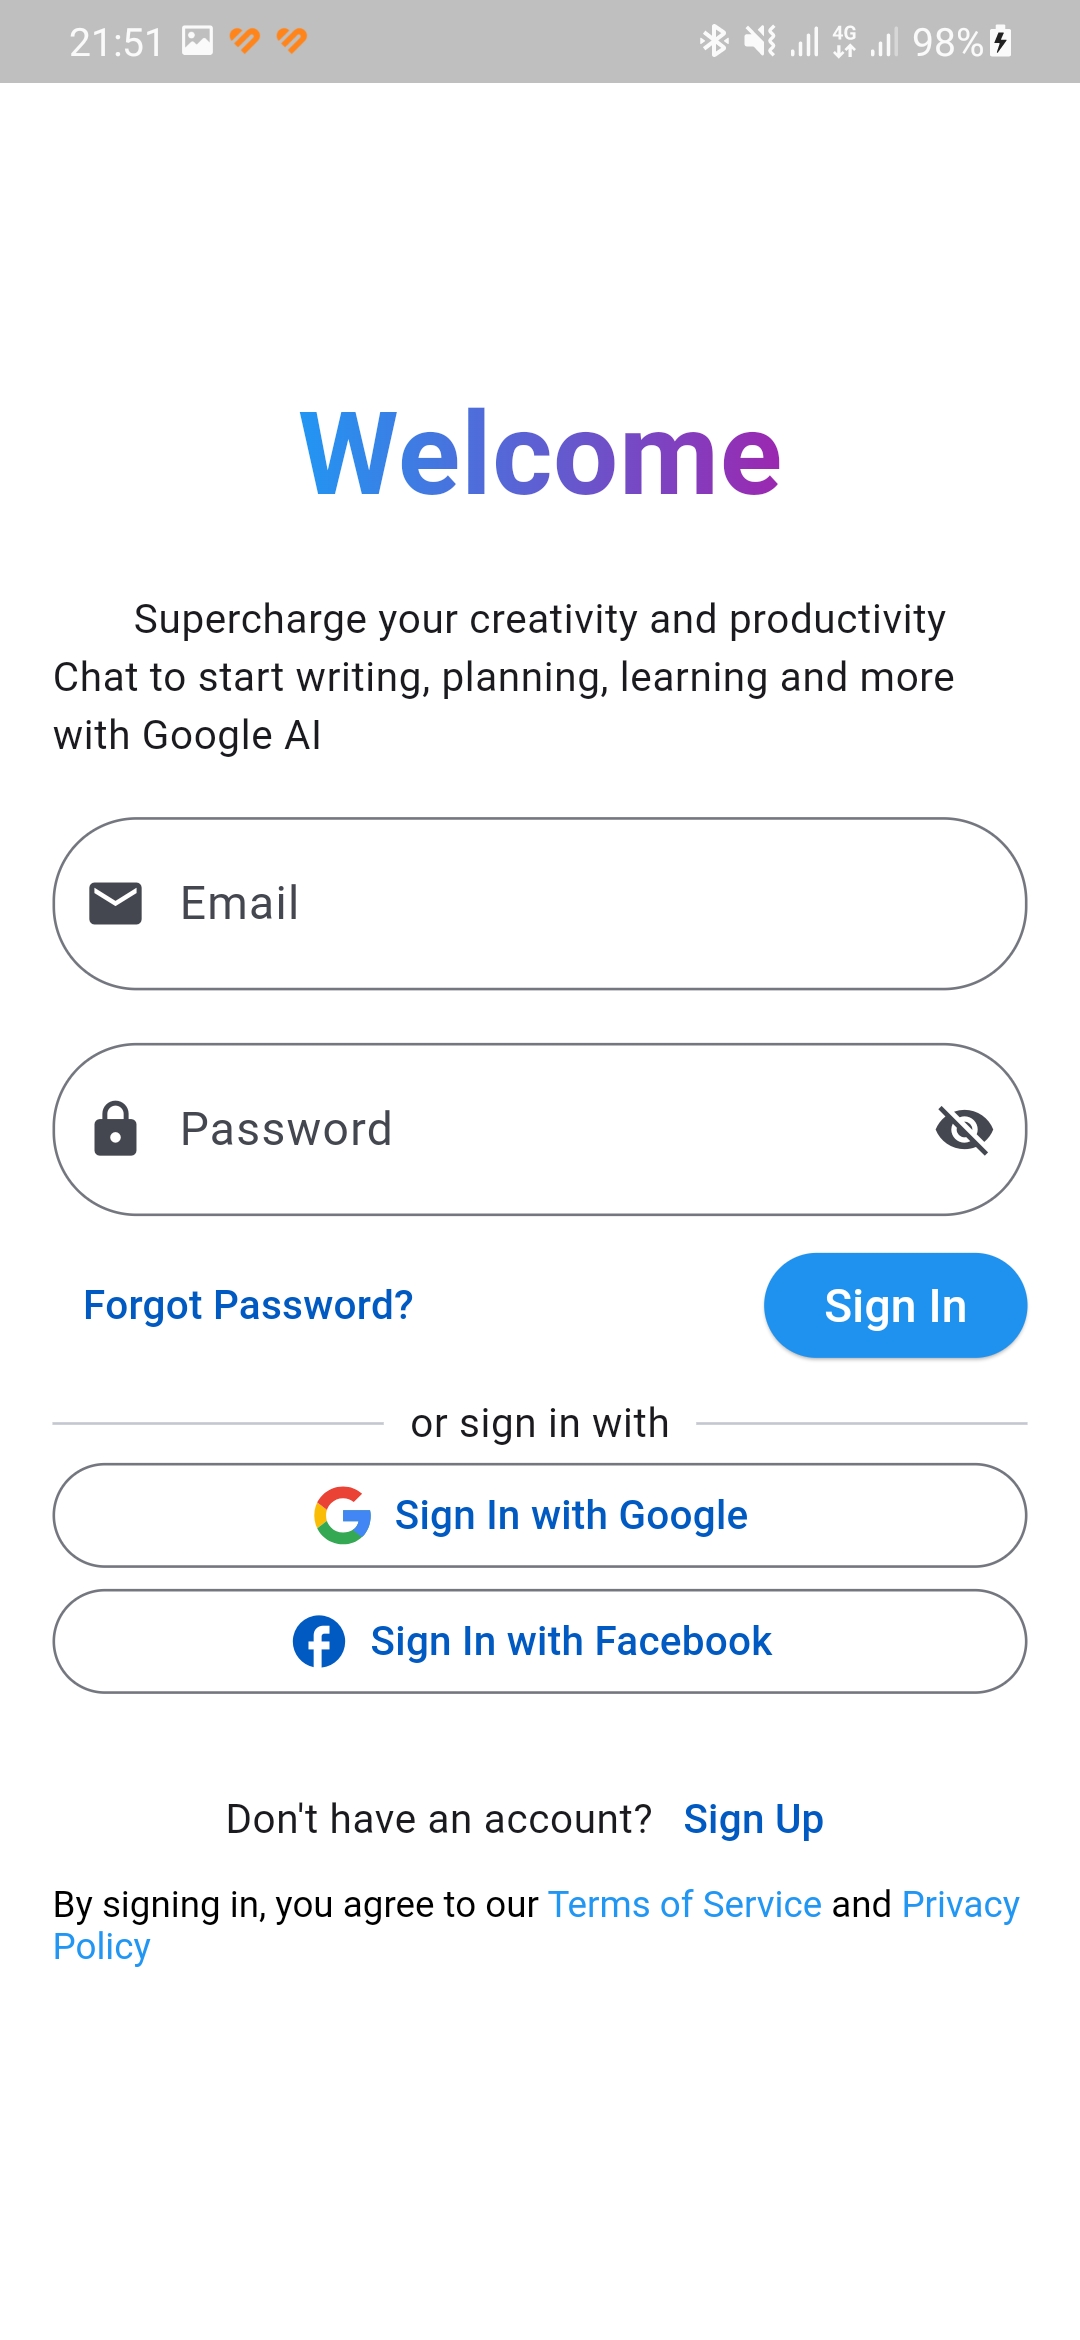 21:51 4G 98%
Welcome
Supercharge your creativity and productivity
Chat to start writing, planning, learning and more
with Google AI
Email
Password
Forgot Password? Sign In
or sign in with
Sign In with Google
Sign In with Facebook
Don't have an account? Sign Up
By signing in, you agree to our Terms of Service and Privacy
Policy